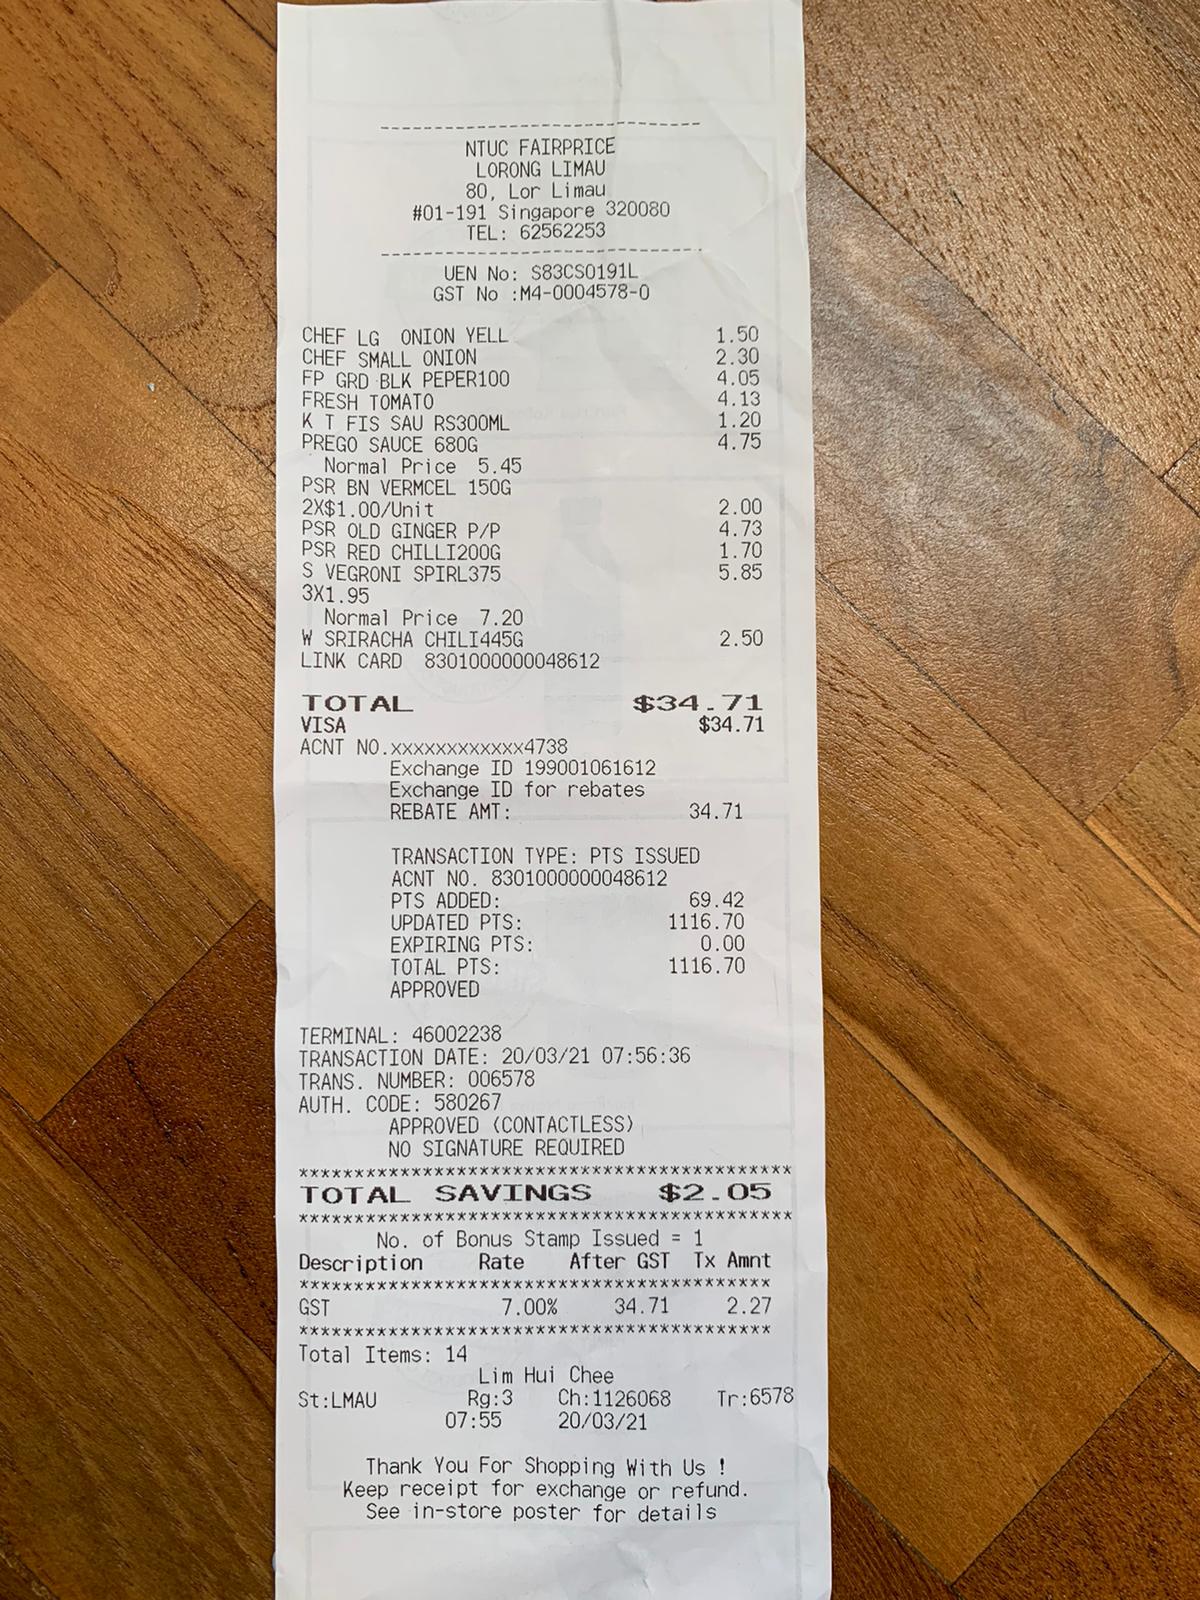 NTUC FAIRPRICE
LORONG LIMAU
80, Lor Limau
#01-191 Singapore 320080
TEL: 62562253
UEN No: S83CS0191L
GST No :M4-0004578-0
CHEF LG ONION YELL 1.50
CHEF SMALL ONION 2.30
FP GRD BLK PEPER100 4.05
FRESH TOMATO 4.13
K T FIS SAU RS300ML 1.20
PREGO SAUCE 680G 4.75
Normal Price 5.45
PSR BN VERMCEL 150G
2X$1.00/Unit 2.00
PSR OLD GINGER P/P 4.73
PSR RED CHILLI200G 1.70
S VEGRONI SPIRL375 5.85
3X1.95
Normal Price 7.20
W SRIRACHA CHILI445G 2.50
LINK CARD 8301000000048612
TOTAL $34.71
VISA $34.71
ACNT NO.xxxxxxxxxxxx4738
Exchange ID 199001061612
Exchange ID for rebates
REBATE AMT: 34.71
TRANSACTION TYPE: PTS ISSUED
ACNT NO. 8301000000048612
PTS ADDED: 69.42
UPDATED PTS: 1116.70
EXPIRING PTS: 0.00
TOTAL PTS: 1116.70
APPROVED
TERMINAL: 46002238
TRANSACTION DATE: 20/03/21 07:56:36
TRANS. NUMBER: 006578
AUTH. CODE: 580267
APPROVED (CONTACTLESS)
NO SIGNATURE REQUIRED
TOTAL SAVINGS $2.05
No. of Bonus Stamp Issued = 1
Description Rate After GST Tx Amnt
GST 7.00% 34.71 2.27
Total Items: 14
Lim Hui Chee
St:LMAU Rg:3 Ch:1126068 Tr:6578
07:55 20/03/21
Thank You For Shopping With Us !
Keep receipt for exchange or refund.
See in-store poster for details